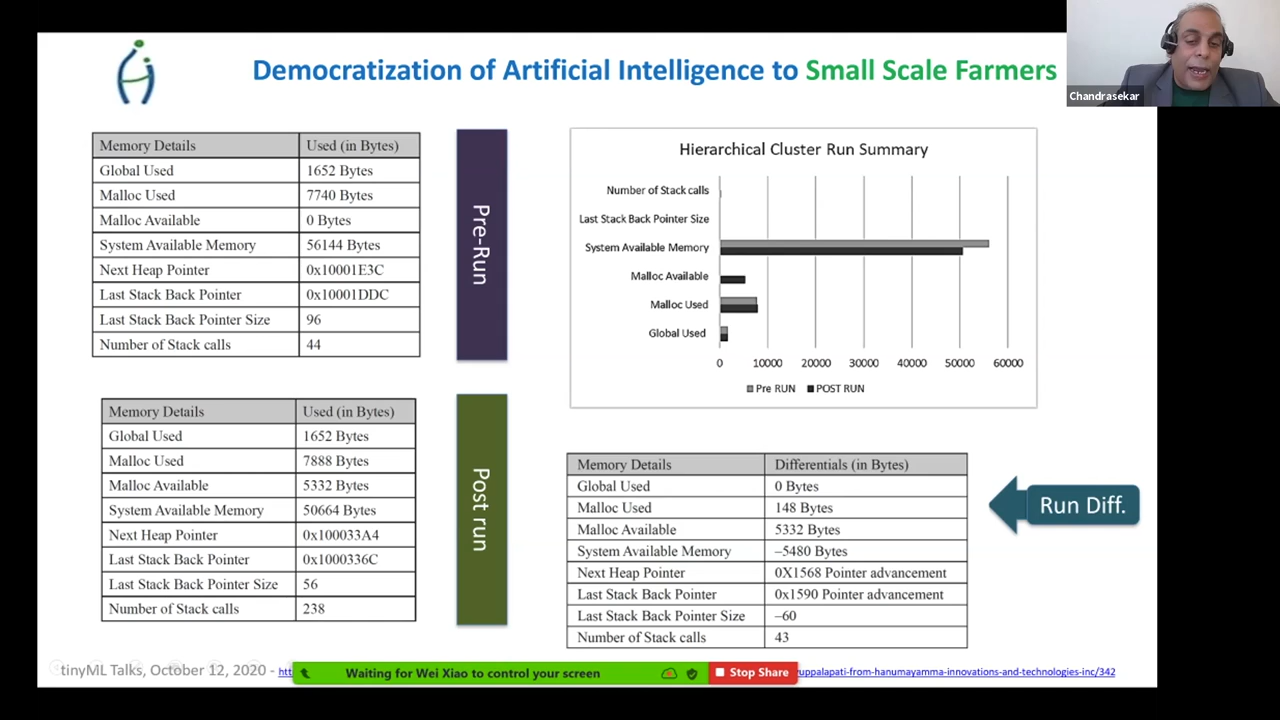 Democratization of Artificial Intelligence to Small Scale Farmers
Chandrasekar
Memory Details Used (in Bytes)
Global Used 1652 Bytes
Malloc Used 7740 Bytes
Malloc Available 0 Bytes
System Available Memory 56144 Bytes
Next Heap Pointer 0x10001E3C
Last Stack Back Pointer 0x10001DDC
Last Stack Back Pointer Size 96
Number of Stack calls 44
Pre-Run
Hierarchical Cluster Run Summary
Number of Stack calls
Last Stack Back Pointer Size
System Available Memory
Malloc Available
Malloc Used
Global Used
0 10000 20000 30000 40000 50000 60000
Pre RUN POST RUN
Memory Details Used (in Bytes)
Global Used 1652 Bytes
Malloc Used 7888 Bytes
Malloc Available 5332 Bytes
System Available Memory 50664 Bytes
Next Heap Pointer 0x100033A4
Last Stack Back Pointer 0x1000336C
Last Stack Back Pointer Size 56
Number of Stack calls 238
Post run
Memory Details Differentials (in Bytes)
Global Used 0 Bytes
Malloc Used 148 Bytes
Malloc Available 5332 Bytes
System Available Memory –5480 Bytes
Next Heap Pointer 0X1568 Pointer advancement
Last Stack Back Pointer 0x1590 Pointer advancement
Last Stack Back Pointer Size –60
Number of Stack calls 43
Run Diff.
tinyML Talks, October 12, 2020 - htt
Waiting for Wei Xiao to control your screen
Stop Share
uppalapati-from-hanumayamma-innovations-and-technologies-inc/342